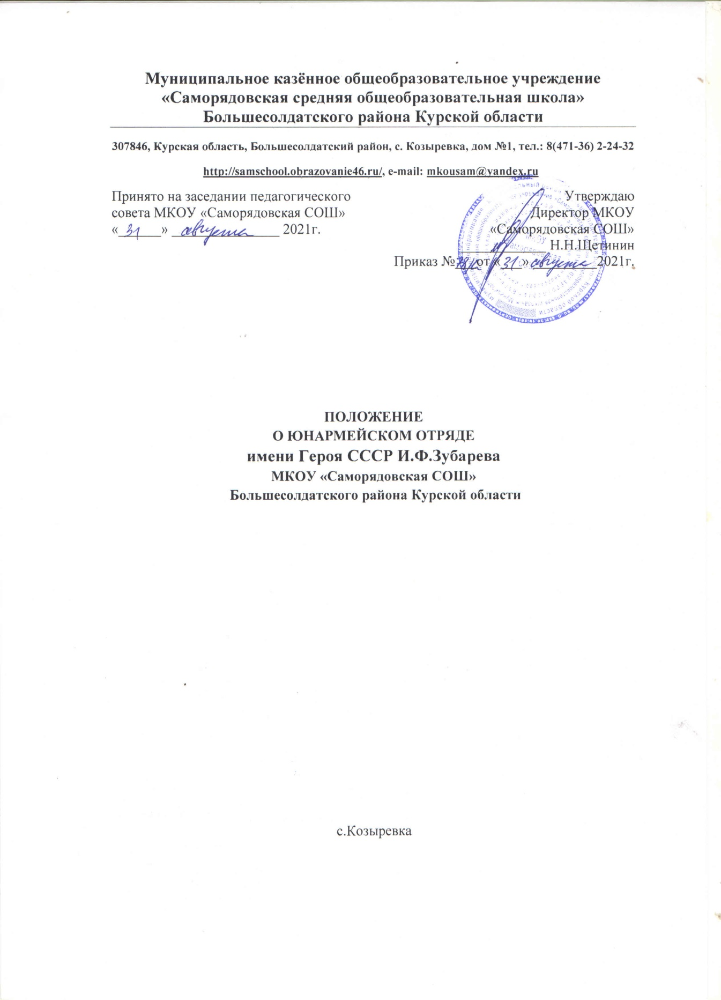 Муниципальное казённое общеобразовательное учреждение
«Саморядовская средняя общеобразовательная школа»
Большесолдатского района Курской области
307846, Курская область, Большесолдатский район, с. Козыревка, дом №1, тел.: 8(471-36) 2-24-32
http://samschool.obrazovanie46.ru/, e-mail: mkousam@yandex.ru
Принято на заседании педагогического
совета МКОУ «Саморядовская СОШ»
«31» августа 2021г.
Утверждаю
Директор МКОУ
«Саморядовская СОШ»
Н.Н.Щетинин
Приказ № от «31» августа 2021г.
ПОЛОЖЕНИЕ
О ЮНАРМЕЙСКОМ ОТРЯДЕ
имени Героя СССР И.Ф.Зубарева
МКОУ «Саморядовская СОШ»
Большесолдатского района Курской области
с.Козыревка